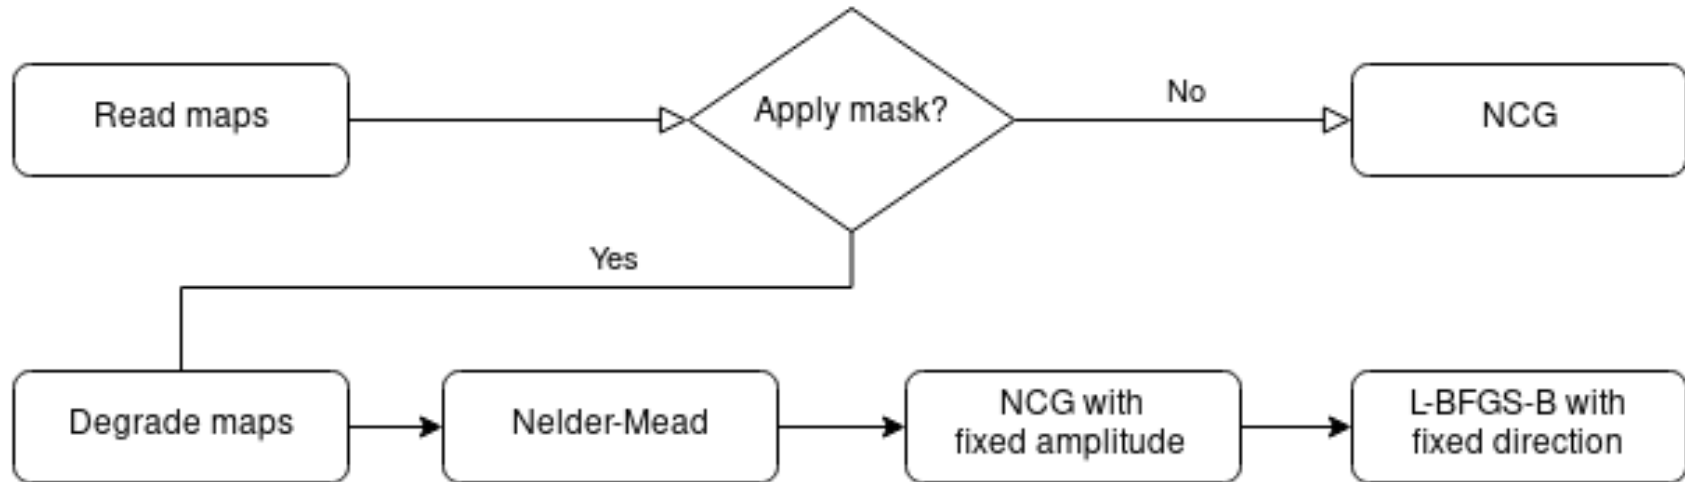 Read maps
Apply mask?
No
NCG
Yes
Degrade maps
Nelder-Mead
NCG with
fixed amplitude
L-BFGS-B with
fixed direction